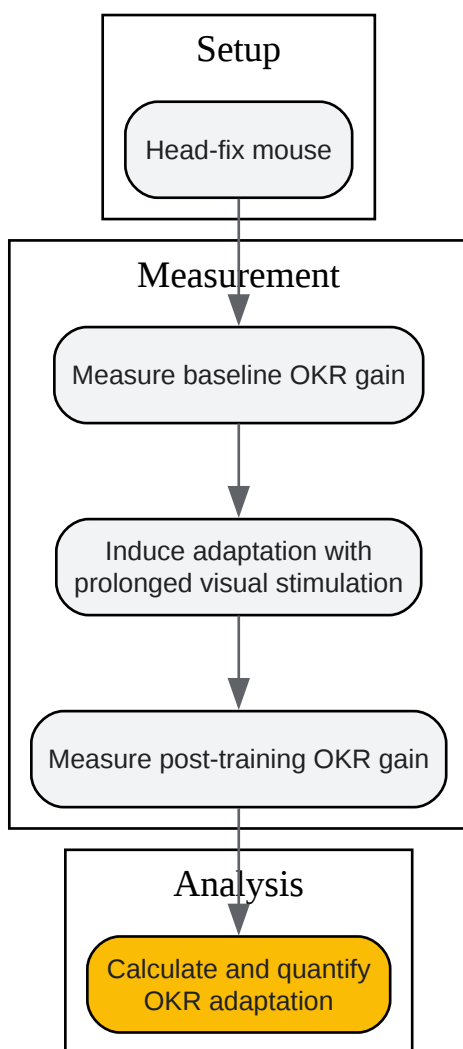 Setup
Head-fix mouse
Measurement
Measure baseline OKR gain
Induce adaptation with
prolonged visual stimulation
Measure post-training OKR gain
Analysis
Calculate and quantify
OKR adaptation